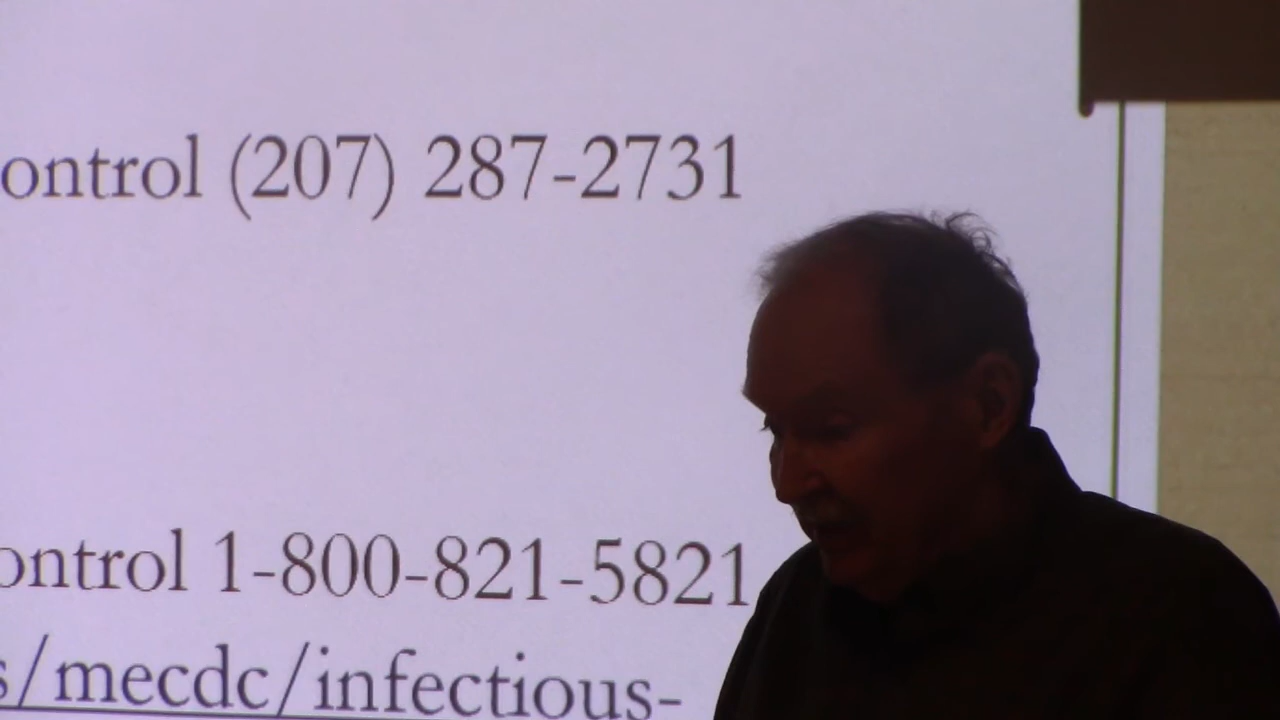 ontrol (207) 287-2731
ontrol 1-800-821-5821
s/mecdc/infectious-